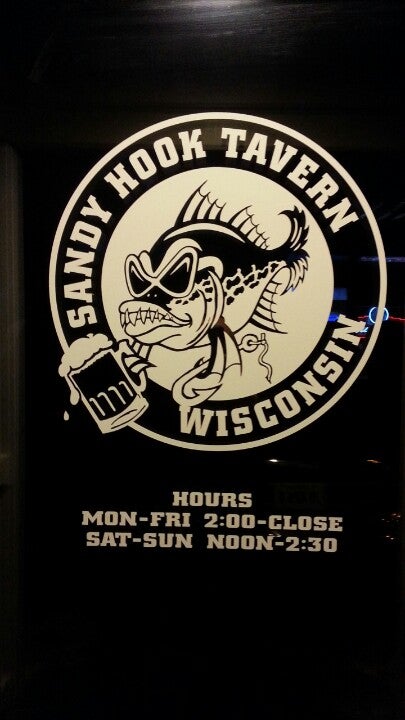 SANDY HOOK TAVERN
WISCONSIN
HOURS
MON-FRI 2:00-CLOSE
SAT-SUN NOON-2:30